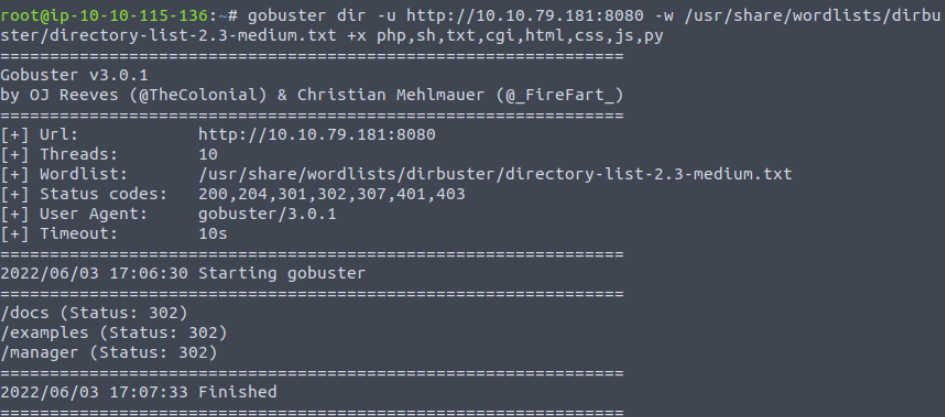 root@ip-10-10-115-136:~# gobuster dir -u http://10.10.79.181:8080 -w /usr/share/wordlists/dirbu
ster/directory-list-2.3-medium.txt +x php,sh,txt,cgi,html,css,js,py
===============================================================
Gobuster v3.0.1
by OJ Reeves (@TheColonial) & Christian Mehlmauer (@_FireFart_)
===============================================================
[+] Url:            http://10.10.79.181:8080
[+] Threads:        10
[+] Wordlist:       /usr/share/wordlists/dirbuster/directory-list-2.3-medium.txt
[+] Status codes:   200,204,301,302,307,401,403
[+] User Agent:     gobuster/3.0.1
[+] Timeout:        10s
===============================================================
2022/06/03 17:06:30 Starting gobuster
===============================================================
/docs (Status: 302)
/examples (Status: 302)
/manager (Status: 302)
===============================================================
2022/06/03 17:07:33 Finished
===============================================================